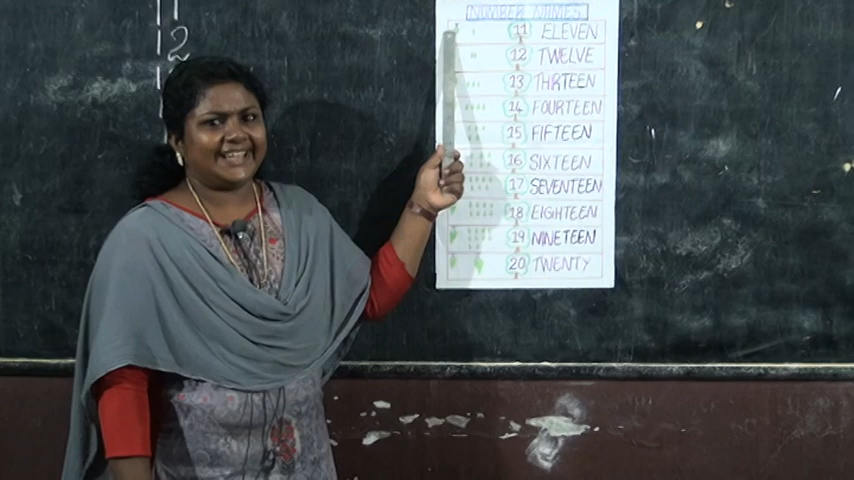 2
NUMBER NAMES
11 ELEVEN
12 TWELVE
13 THRTEEN
14 FOURTEEN
15 FIFTEEN
16 SIXTEEN
17 SEVENTEEN
18 EIGHTEEN
19 NINETEEN
20 TWENTY